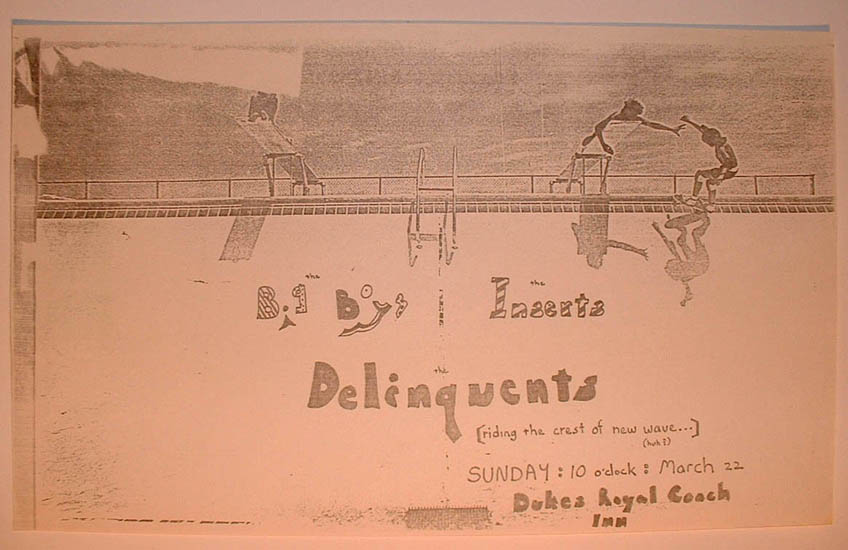 the Big Boys
the Inserts
the Delinquents
[riding the crest of new wave...]
(huh?)
SUNDAY : 10 o'clock : March 22
Dukes Royal Coach
Inn